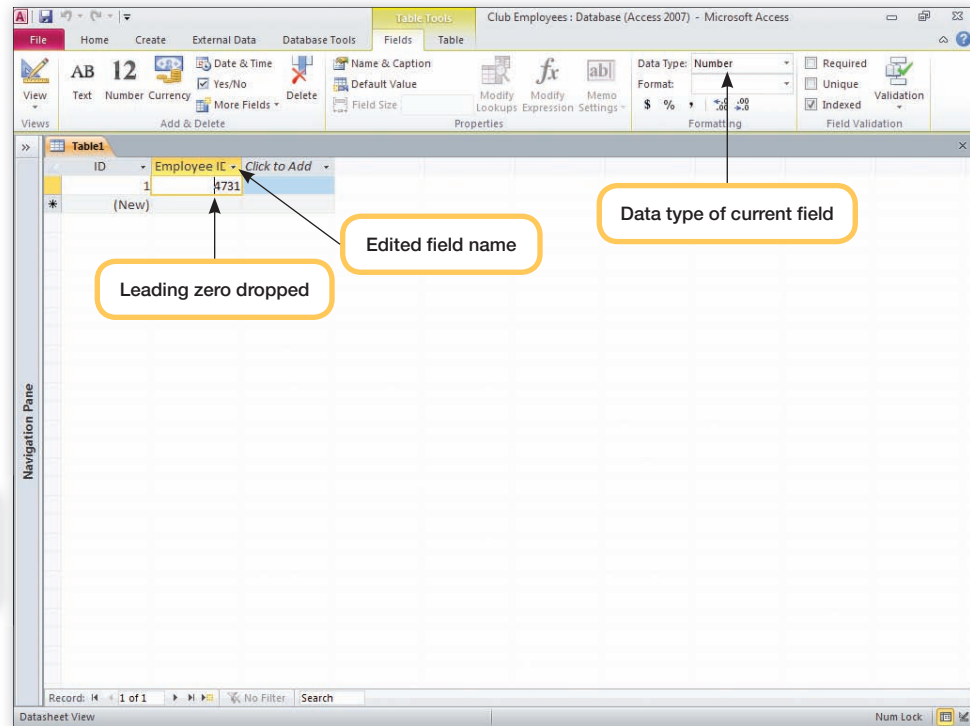 Table Tools
Club Employees : Database (Access 2007) - Microsoft Access
File Home Create External Data Database Tools Fields Table
View
Views
AB Text
12 Number
Currency
Date & Time
Yes/No
More Fields
Delete
Add & Delete
Name & Caption
Default Value
Field Size
Modify Lookups
fx Modify Expression
ab Memo Settings
Properties
Data Type: Number
Format:
$ % , .00 .00
Formatting
Required
Unique
Indexed
Validation
Field Validation
Table1
ID Employee ID Click to Add
1 4731
(New)
Data type of current field
Edited field name
Leading zero dropped
Navigation Pane
Record: 1 of 1 No Filter Search
Datasheet View Num Lock